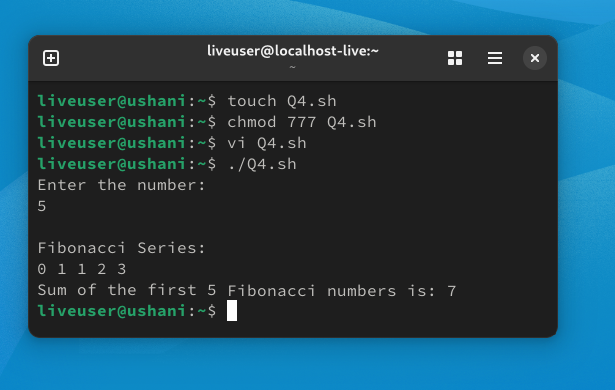 liveuser@localhost-live:~
~
liveuser@ushani:~$ touch Q4.sh
liveuser@ushani:~$ chmod 777 Q4.sh
liveuser@ushani:~$ vi Q4.sh
liveuser@ushani:~$ ./Q4.sh
Enter the number:
5
Fibonacci Series:
0 1 1 2 3
Sum of the first 5 Fibonacci numbers is: 7
liveuser@ushani:~$